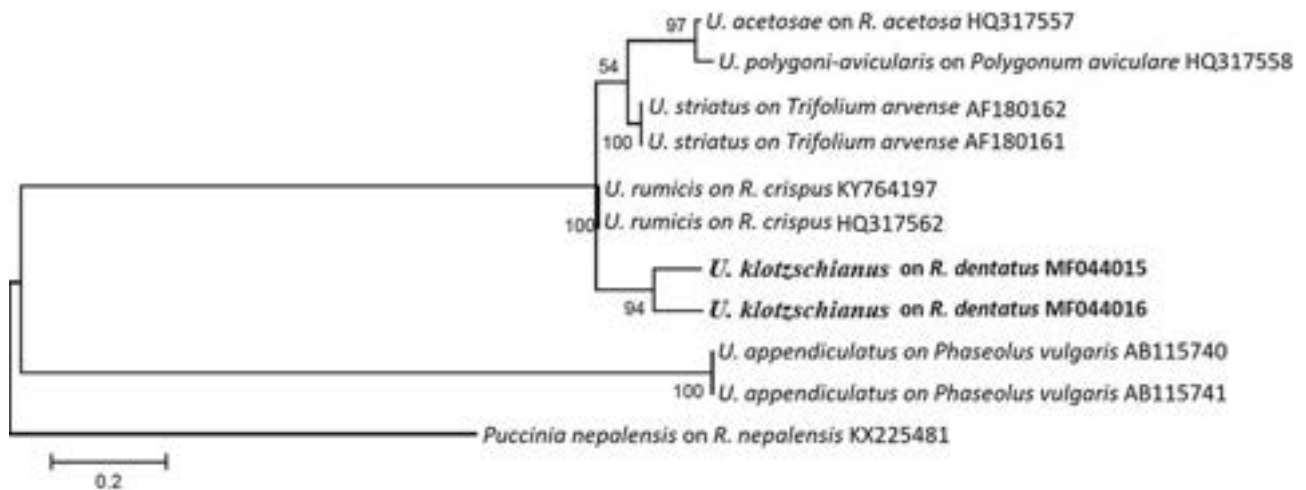 97
U. acetosae on R. acetosa HQ317557
U. polygoni-avicularis on Polygonum aviculare HQ317558
54
U. striatus on Trifolium arvense AF180162
100
U. striatus on Trifolium arvense AF180161
U. rumicis on R. crispus KY764197
100
U. rumicis on R. crispus HQ317562
U. klotzschianus on R. dentatus MF044015
94
U. klotzschianus on R. dentatus MF044016
U. appendiculatus on Phaseolus vulgaris AB115740
100
U. appendiculatus on Phaseolus vulgaris AB115741
Puccinia nepalensis on R. nepalensis KX225481
0.2